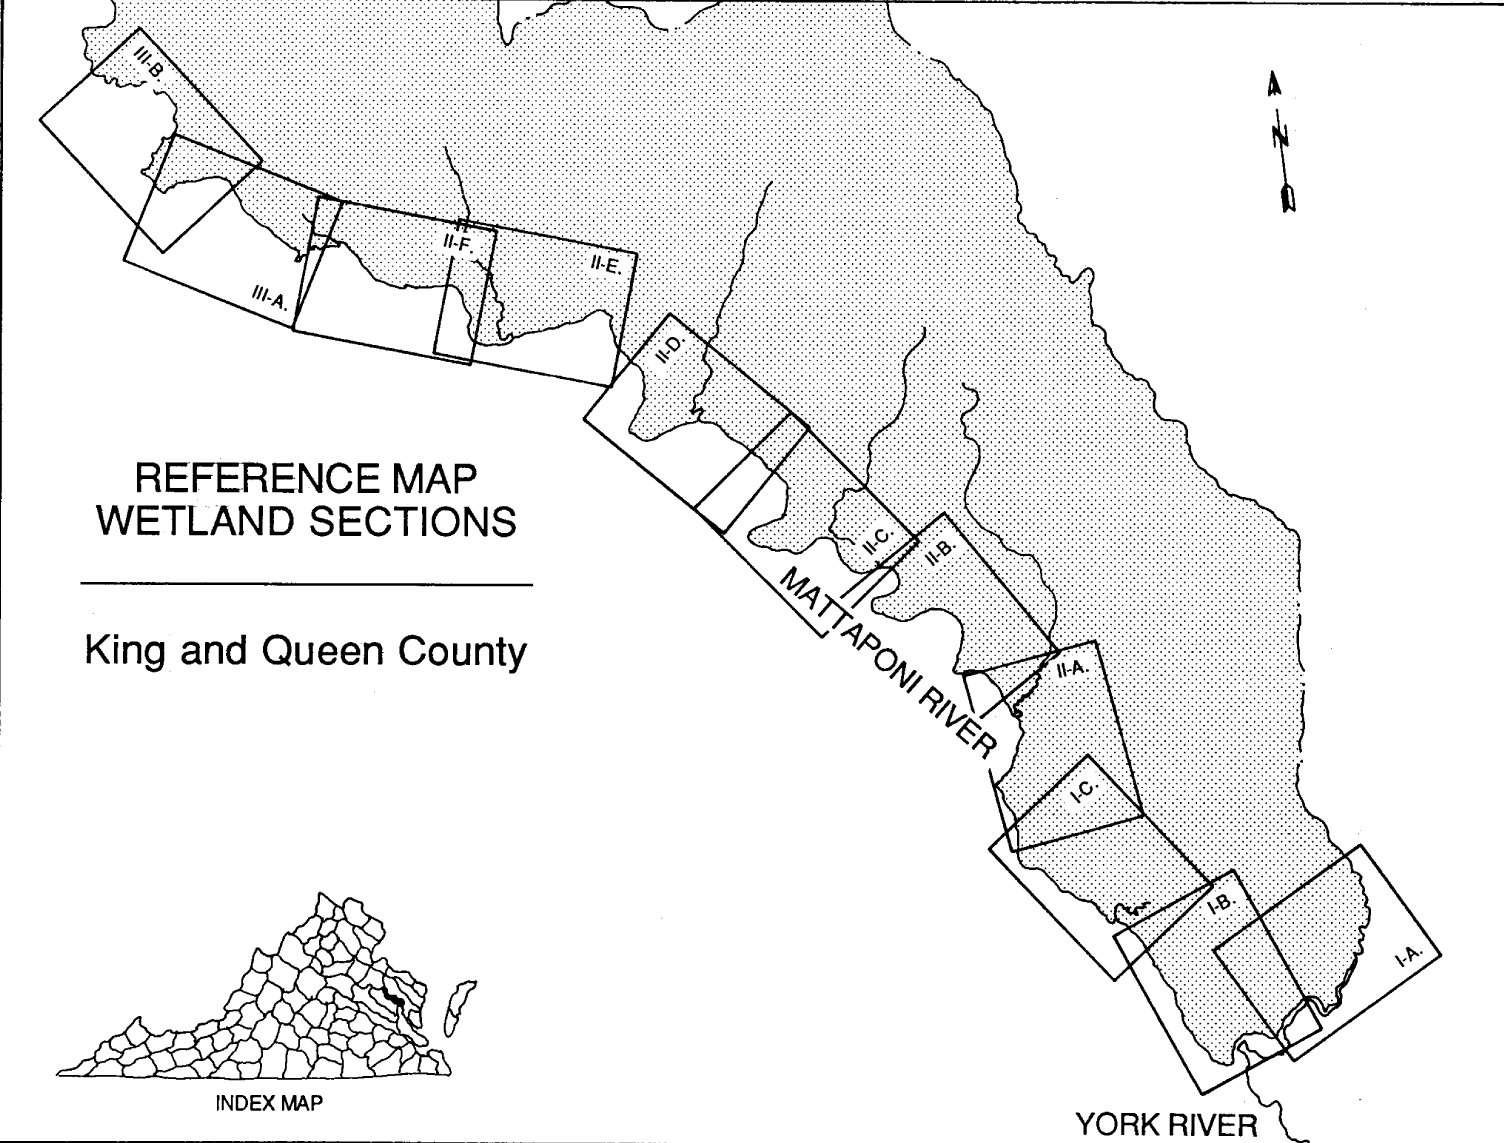 III-B.
N
II-F.
II-E.
III-A.
II-D.
REFERENCE MAP
WETLAND SECTIONS
King and Queen County
II-C.
II-B.
MATTAPONI RIVER
II-A.
I-C.
I-B.
I-A.
INDEX MAP
YORK RIVER